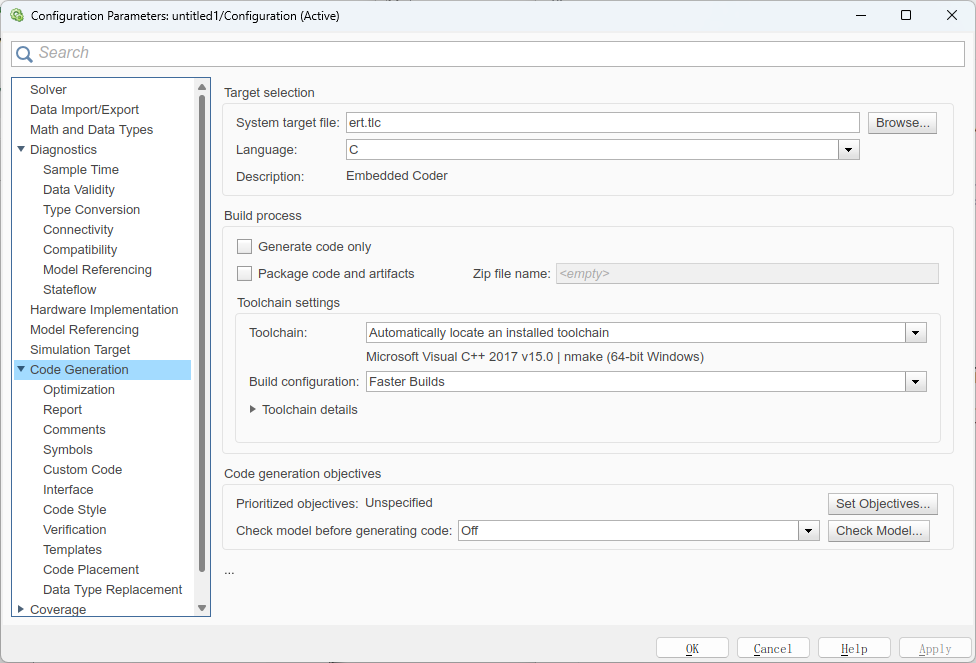 Configuration Parameters: untitled1/Configuration (Active)
Search
Solver
Data Import/Export
Math and Data Types
Diagnostics
Sample Time
Data Validity
Type Conversion
Connectivity
Compatibility
Model Referencing
Stateflow
Hardware Implementation
Model Referencing
Simulation Target
Code Generation
Optimization
Report
Comments
Symbols
Custom Code
Interface
Code Style
Verification
Templates
Code Placement
Data Type Replacement
Coverage
Target selection
System target file: ert.tlc Browse...
Language: C
Description: Embedded Coder
Build process
Generate code only
Package code and artifacts Zip file name: <empty>
Toolchain settings
Toolchain: Automatically locate an installed toolchain
Microsoft Visual C++ 2017 v15.0 | nmake (64-bit Windows)
Build configuration: Faster Builds
Toolchain details
Code generation objectives
Prioritized objectives: Unspecified Set Objectives...
Check model before generating code: Off Check Model...
...
OK Cancel Help Apply